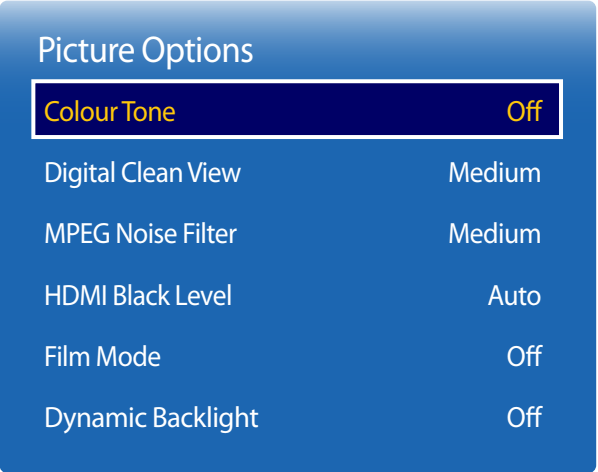 Picture Options
Colour Tone Off
Digital Clean View Medium
MPEG Noise Filter Medium
HDMI Black Level Auto
Film Mode Off
Dynamic Backlight Off